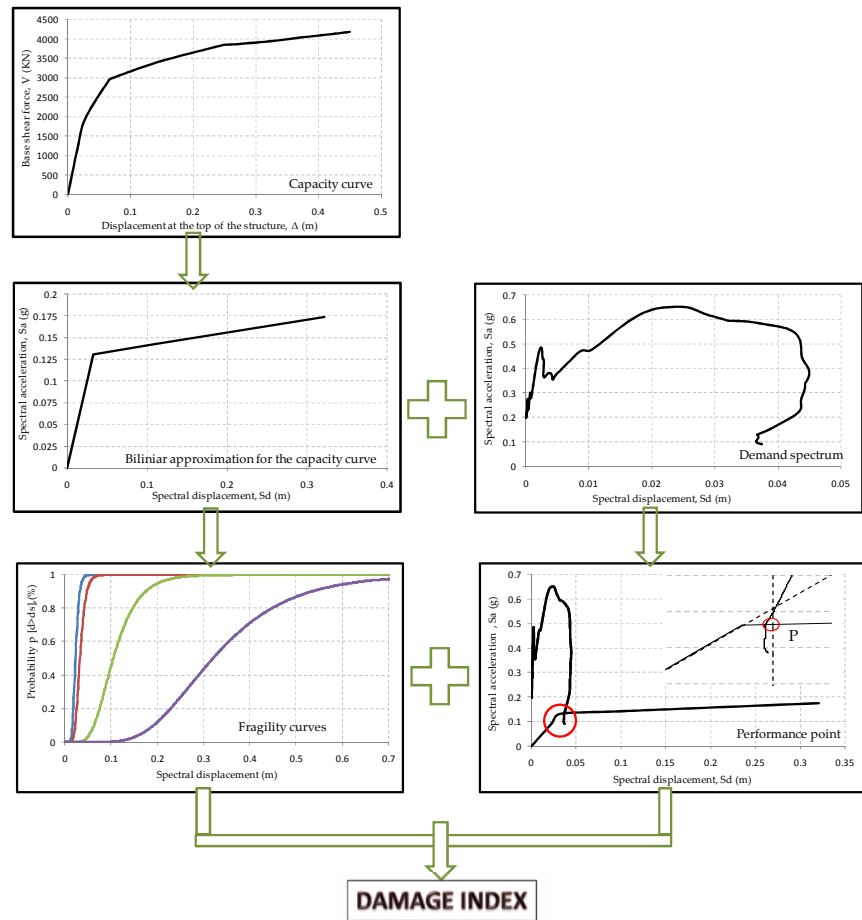 4500
4000
3500
3000
2500
2000
1500
1000
500
0
Base shear force, V (KN)
Capacity curve
0 0.1 0.2 0.3 0.4 0.5
Displacement at the top of the structure, Δ (m)
0.2
0.175
0.15
0.125
0.1
0.075
0.05
0.025
0
Spectral acceleration, Sa (g)
Biliniar approximation for the capacity curve
0 0.1 0.2 0.3 0.4
Spectral displacement, Sd (m)
0.7
0.6
0.5
0.4
0.3
0.2
0.1
0
Spectral acceleration, Sa (g)
Demand spectrum
0 0.01 0.02 0.03 0.04 0.05
Spectral displacement, Sd (m)
1
0.8
0.6
0.4
0.2
0
Probability p [d>ds],(%)
Fragility curves
0 0.1 0.2 0.3 0.4 0.5 0.6 0.7
Spectral displacement (m)
0.7
0.6
0.5
0.4
0.3
0.2
0.1
0
Spectral acceleration , Sa (g)
P
Performance point
0 0.05 0.1 0.15 0.2 0.25 0.3 0.35
Spectral displacement, Sd (m)
DAMAGE INDEX